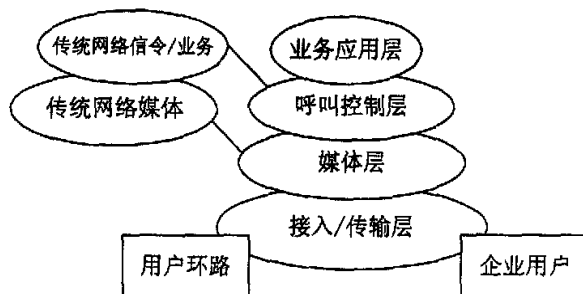 传统网络信令/业务
业务应用层
传统网络媒体
呼叫控制层
媒体层
接入/传输层
用户环路
企业用户